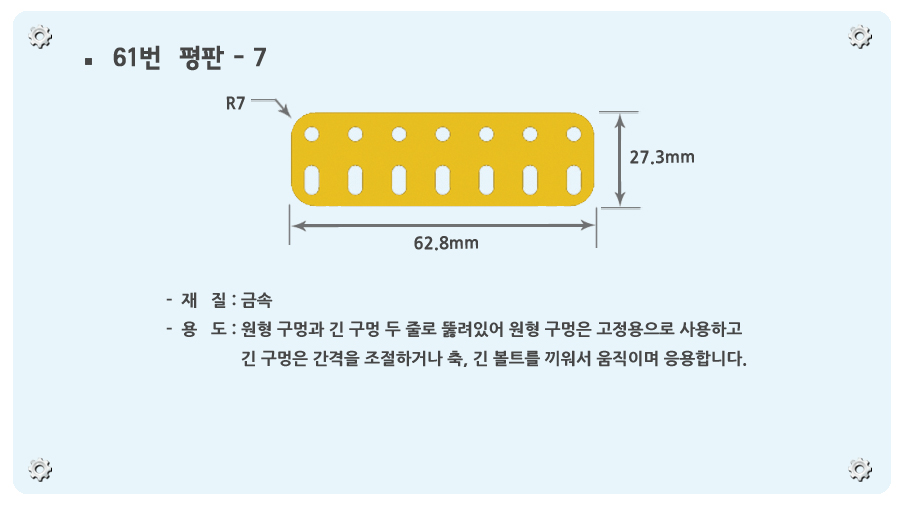 ▪ 61번 평판 - 7
R7
27.3mm
62.8mm
- 재 질 : 금속
- 용 도 : 원형 구멍과 긴 구멍 두 줄로 뚫려있어 원형 구멍은 고정용으로 사용하고
긴 구멍은 간격을 조절하거나 축, 긴 볼트를 끼워서 움직이며 응용합니다.